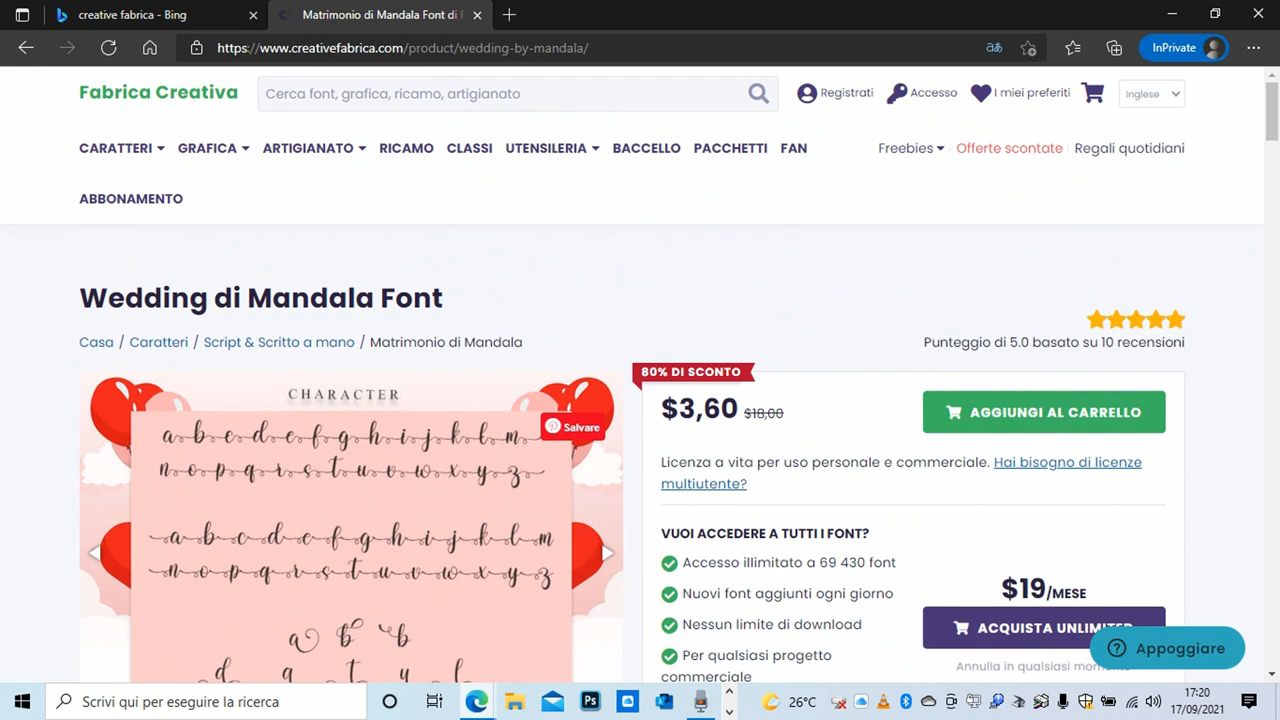 creative fabrica - Bing
Matrimonio di Mandala Font di F
https://www.creativefabrica.com/product/wedding-by-mandala/
InPrivate
Fabrica Creativa
Cerca font, grafica, ricamo, artigianato
Registrati
Accesso
I miei preferiti
Inglese
CARATTERI
GRAFICA
ARTIGIANATO
RICAMO
CLASSI
UTENSILERIA
BACCELLO
PACCHETTI
FAN
Freebies
Offerte scontate
Regali quotidiani
ABBONAMENTO
Wedding di Mandala Font
Casa / Caratteri / Script & Scritto a mano / Matrimonio di Mandala
Punteggio di 5.0 basato su 10 recensioni
CHARACTER
Salvare
a b c d e f g h i j k l m
n o p q r s t u v w x y z
a b c d e f g h i j k l m
n o p q r s t u v w x y z
a b b
80% DI SCONTO
$3,60 $18,00
AGGIUNGI AL CARRELLO
Licenza a vita per uso personale e commerciale. Hai bisogno di licenze
multiutente?
VUOI ACCEDERE A TUTTI I FONT?
Accesso illimitato a 69 430 font
Nuovi font aggiunti ogni giorno
Nessun limite di download
Per qualsiasi progetto
commerciale
$19/MESE
ACQUISTA UNLIMITED
Annulla in qualsiasi momento
Appoggiare
Scrivi qui per eseguire la ricerca
Ps
26°C
17:20
17/09/2021